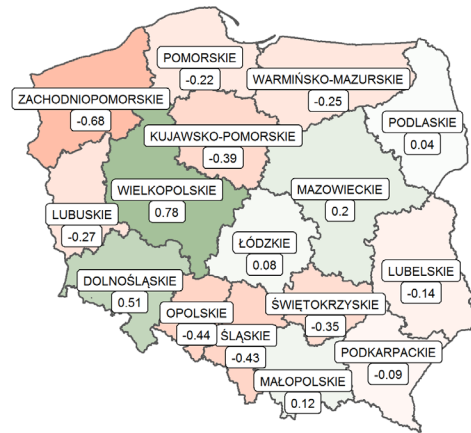 POMORSKIE
-0.22
WARMIŃSKO-MAZURSKIE
-0.25
ZACHODNIOPOMORSKIE
-0.68
PODLASKIE
0.04
KUJAWSKO-POMORSKIE
-0.39
WIELKOPOLSKIE
0.78
MAZOWIECKIE
0.2
LUBUSKIE
-0.27
ŁÓDZKIE
0.08
LUBELSKIE
-0.14
DOLNOŚLĄSKIE
0.51
ŚWIĘTOKRZYSKIE
-0.35
OPOLSKIE
-0.44
ŚLĄSKIE
-0.43
PODKARPACKIE
-0.09
MAŁOPOLSKIE
0.12